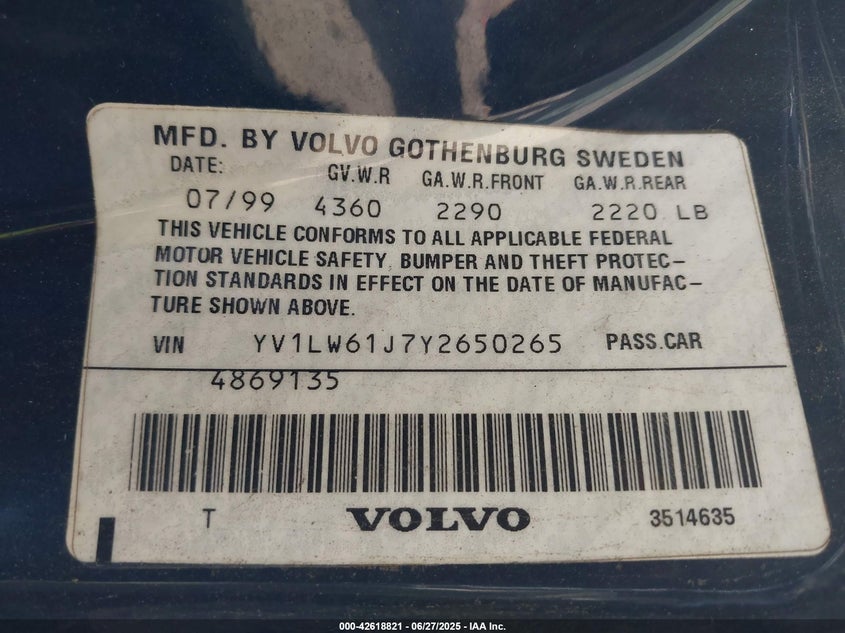 MFD. BY VOLVO GOTHENBURG SWEDEN
DATE: GV.W.R GA.W.R.FRONT GA.W.R.REAR
07/99 4360 2290 2220 LB
THIS VEHICLE CONFORMS TO ALL APPLICABLE FEDERAL
MOTOR VEHICLE SAFETY, BUMPER AND THEFT PROTEC-
TION STANDARDS IN EFFECT ON THE DATE OF MANUFAC-
TURE SHOWN ABOVE.
VIN YV1LW61J7Y2650265 PASS.CAR
4869135
T VOLVO 3514635
000-42618821 - 06/27/2025 - IAA Inc.